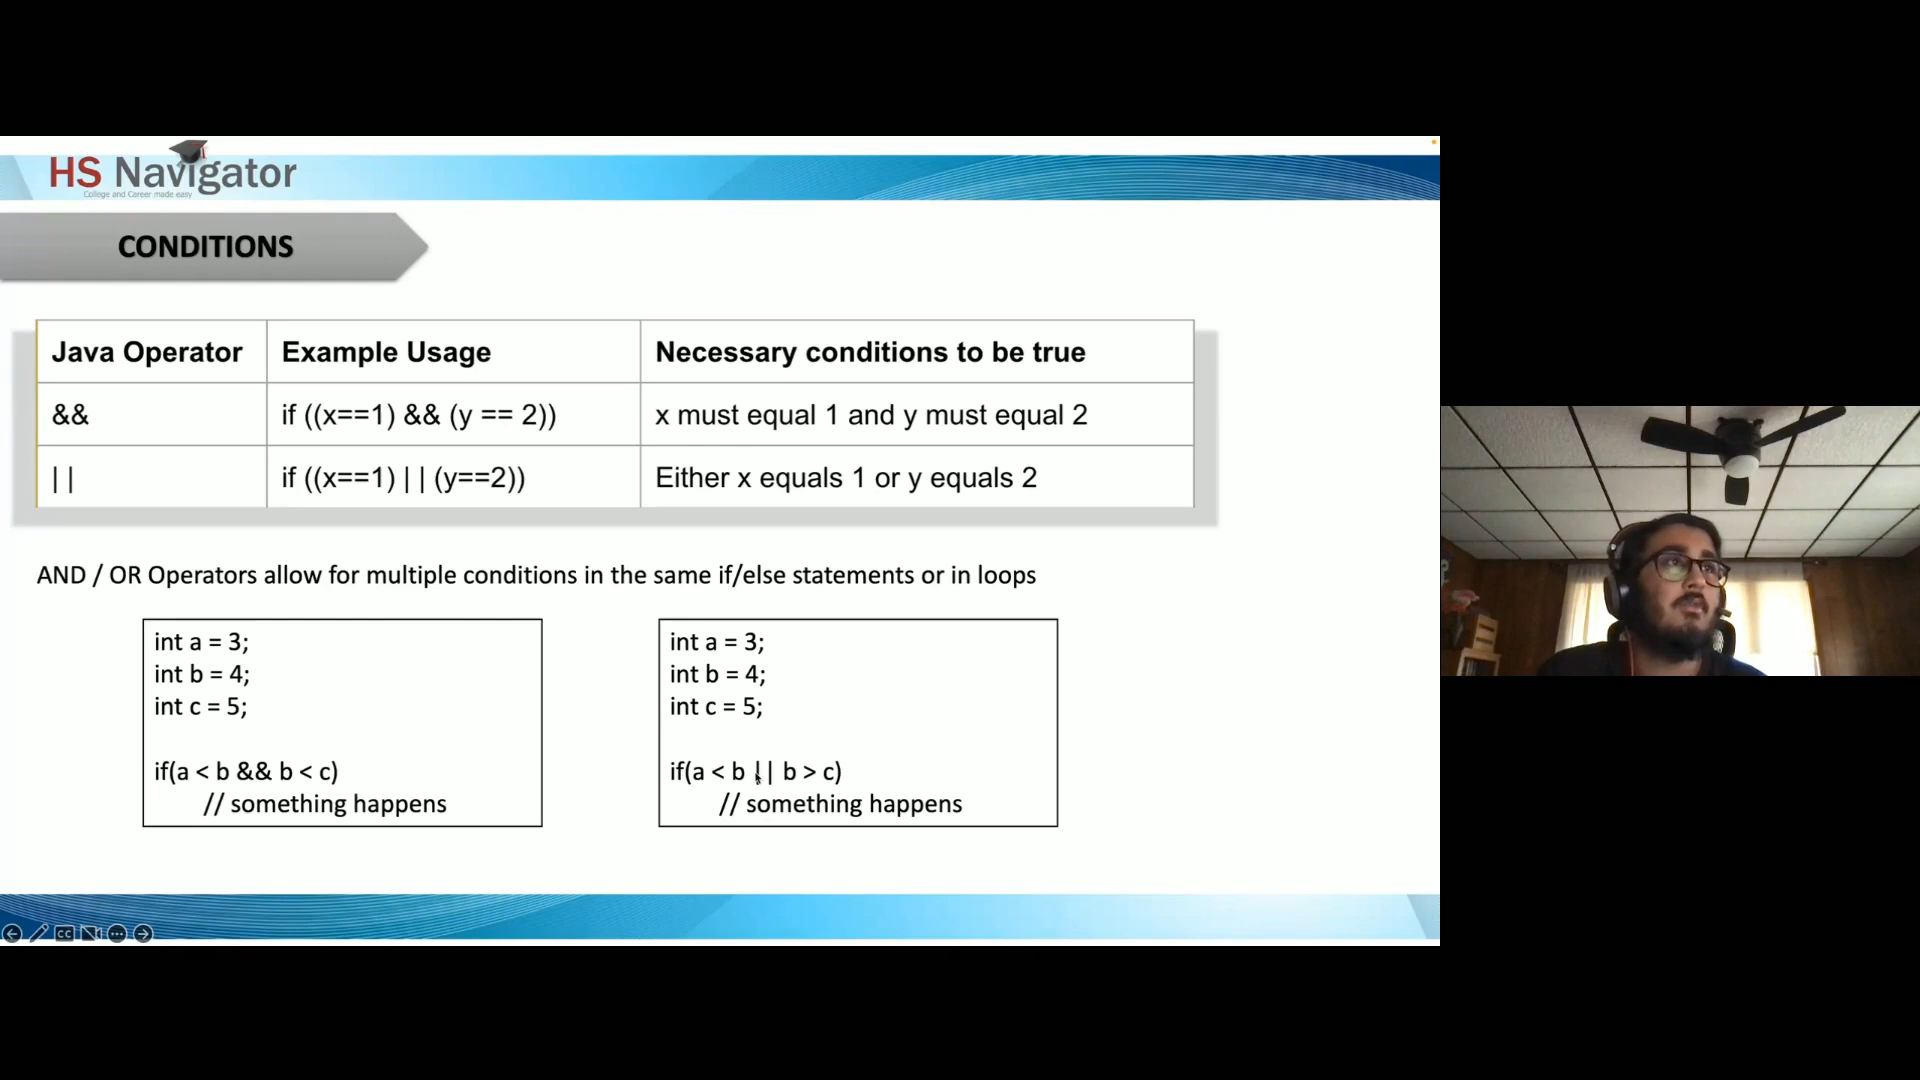 HS Navigator
College and Career made easy
CONDITIONS
Java Operator Example Usage Necessary conditions to be true
&& if ((x==1) && (y == 2)) x must equal 1 and y must equal 2
| | if ((x==1) | | (y==2)) Either x equals 1 or y equals 2
AND / OR Operators allow for multiple conditions in the same if/else statements or in loops
int a = 3;
int b = 4;
int c = 5;
if(a < b && b < c)
// something happens
int a = 3;
int b = 4;
int c = 5;
if(a < b || b > c)
// something happens
CC